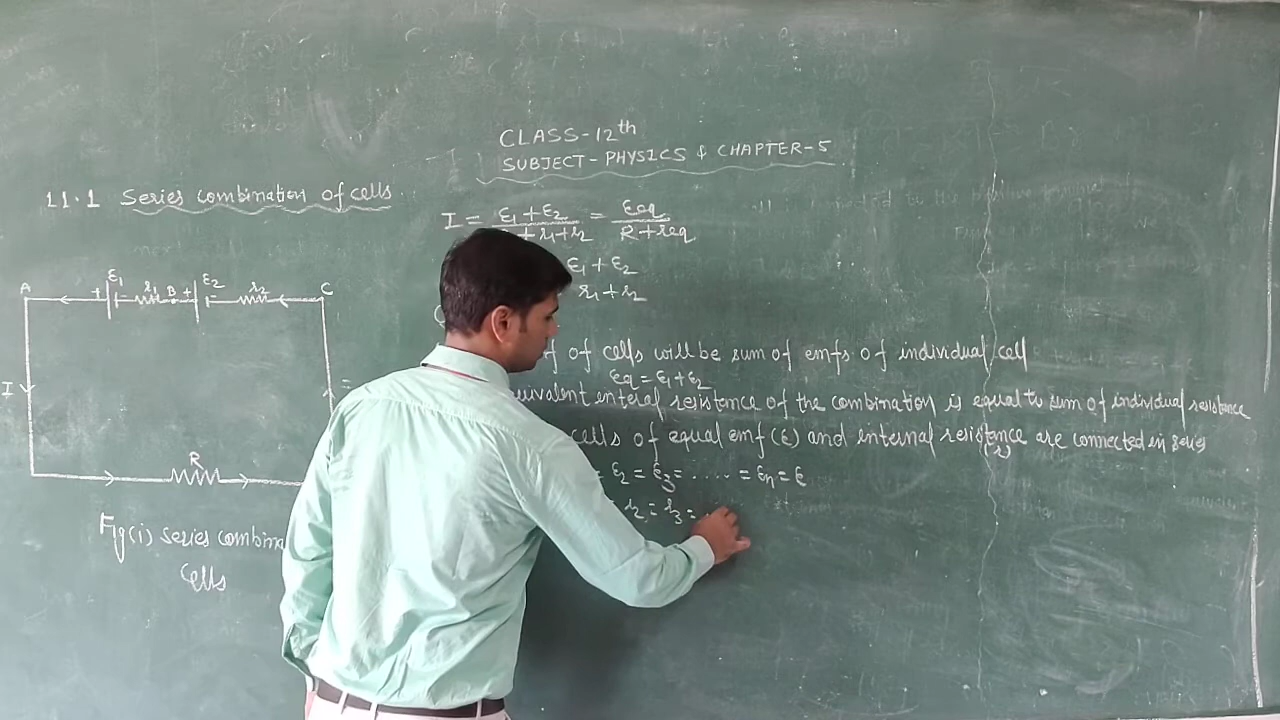 CLASS-12th
SUBJECT-PHYSICS & CHAPTER-5
11.1 Series combination of cells
I = ε1+ε2 / +r1+r2 = εeq / R+req
ε1+ε2
r1+r2
A + ε1 - r1 B + ε2 - r2 C
I
R
Fig(i) series combina
Cells
of cells will be sum of emfs of individual cell
εq = ε1+ε2
enteral resistance of the combination is equal to sum of individual resistance
cells of equal emf (ε) and internal resistance are connected in series
(r)
= ε2 = ε3 = ..... = εn = ε
r2 = r3 =